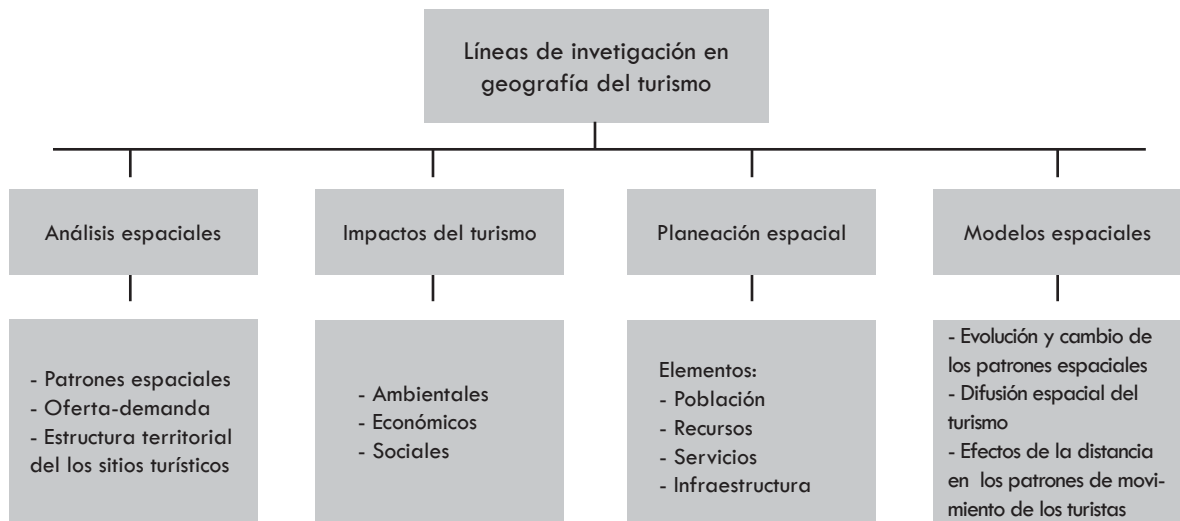 Líneas de invetigación en
geografía del turismo
Análisis espaciales
Impactos del turismo
Planeación espacial
Modelos espaciales
- Patrones espaciales
- Oferta-demanda
- Estructura territorial
del los sitios turísticos
- Ambientales
- Económicos
- Sociales
Elementos:
- Población
- Recursos
- Servicios
- Infraestructura
- Evolución y cambio de
los patrones espaciales
- Difusión espacial del
turismo
- Efectos de la distancia
en los patrones de movi-
miento de los turistas